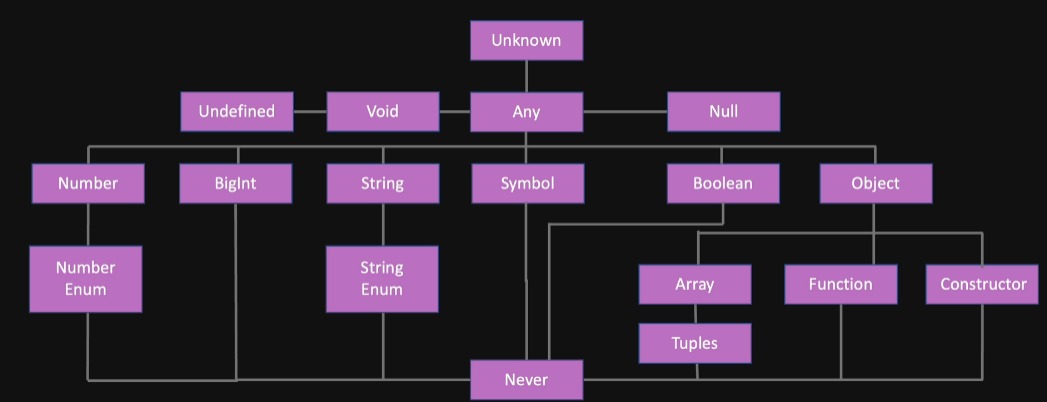 Unknown
Undefined
Void
Any
Null
Number
BigInt
String
Symbol
Boolean
Object
Number
Enum
String
Enum
Array
Function
Constructor
Tuples
Never